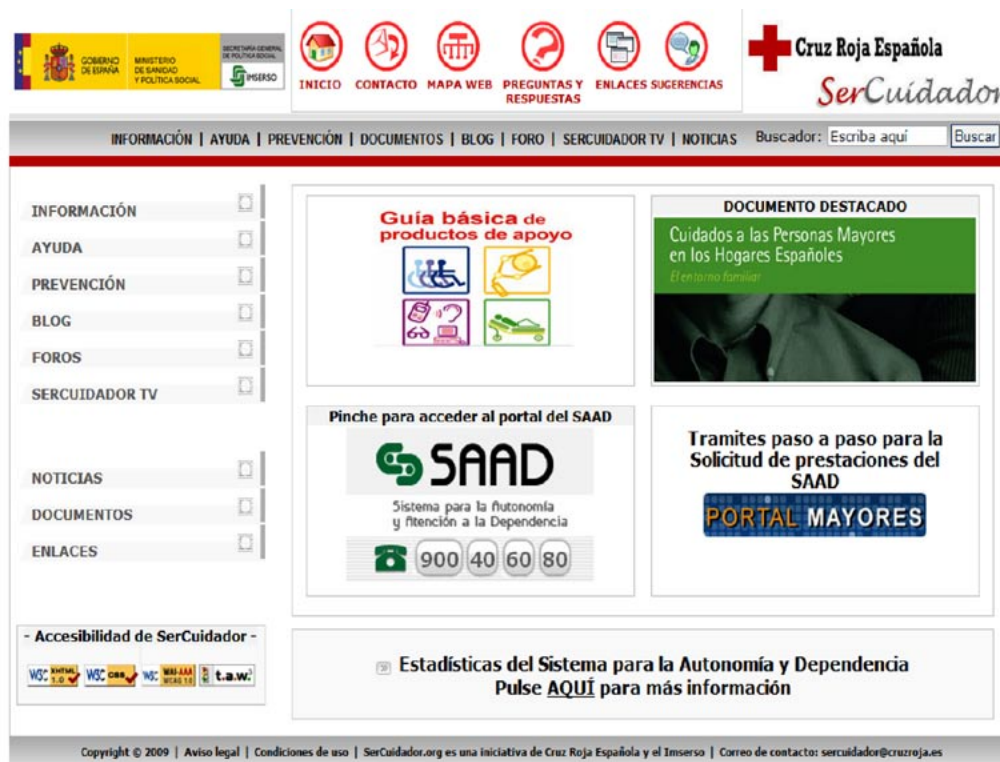 GOBIERNO
DE ESPAÑA
MINISTERIO
DE SANIDAD
Y POLÍTICA SOCIAL
SECRETARÍA GENERAL
DE POLÍTICA SOCIAL
IMSERSO
INICIO
CONTACTO
MAPA WEB
PREGUNTAS Y
RESPUESTAS
ENLACES
SUGERENCIAS
Cruz Roja Española
SerCuidador
INFORMACIÓN | AYUDA | PREVENCIÓN | DOCUMENTOS | BLOG | FORO | SERCUIDADOR TV | NOTICIAS
Buscador: Escriba aquí Buscar
INFORMACIÓN
AYUDA
PREVENCIÓN
BLOG
FOROS
SERCUIDADOR TV
NOTICIAS
DOCUMENTOS
ENLACES
- Accesibilidad de SerCuidador -
W3C XHTML 1.0
W3C CSS
W3C WAI-AAA WCAG 1.0
t.a.w.
Guía básica de
productos de apoyo
DOCUMENTO DESTACADO
Cuidados a las Personas Mayores
en los Hogares Españoles
El entorno familiar
Pinche para acceder al portal del SAAD
SAAD
Sistema para la Autonomía
y Atención a la Dependencia
900 40 60 80
Tramites paso a paso para la
Solicitud de prestaciones del
SAAD
PORTAL MAYORES
Estadísticas del Sistema para la Autonomía y Dependencia
Pulse AQUÍ para más información
Copyright © 2009 | Aviso legal | Condiciones de uso | SerCuidador.org es una iniciativa de Cruz Roja Española y el Imserso | Correo de contacto: sercuidador@cruzroja.es